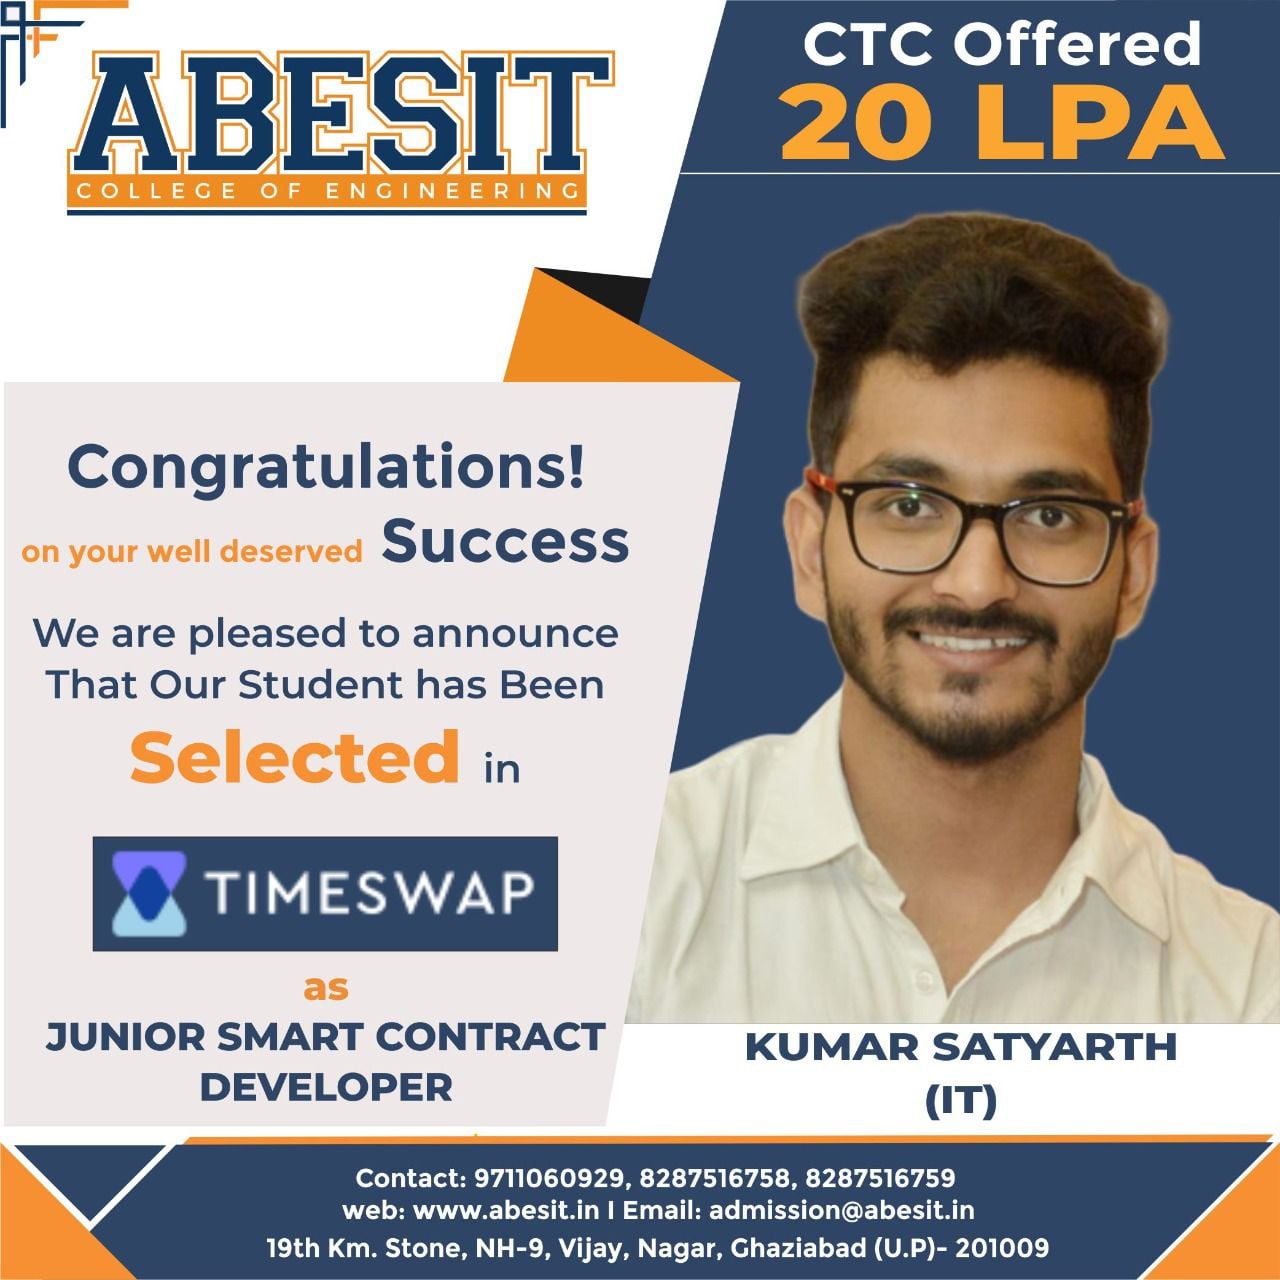 ABESIT
COLLEGE OF ENGINEERING
CTC Offered
20 LPA
Congratulations!
on your well deserved Success
We are pleased to announce
That Our Student has Been
Selected in
TIMESWAP
as
JUNIOR SMART CONTRACT
DEVELOPER
KUMAR SATYARTH
(IT)
Contact: 9711060929, 8287516758, 8287516759
web: www.abesit.in I Email: admission@abesit.in
19th Km. Stone, NH-9, Vijay, Nagar, Ghaziabad (U.P)- 201009